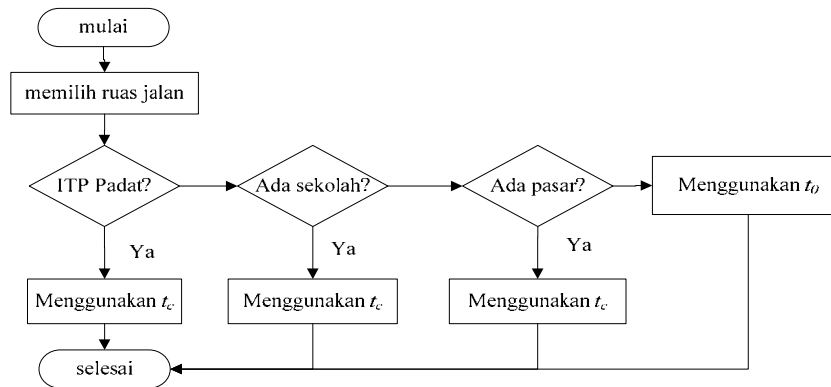 mulai
memilih ruas jalan
ITP Padat?
Ada sekolah?
Ada pasar?
Menggunakan t0
Ya
Ya
Ya
Menggunakan tc
Menggunakan tc
Menggunakan tc
selesai